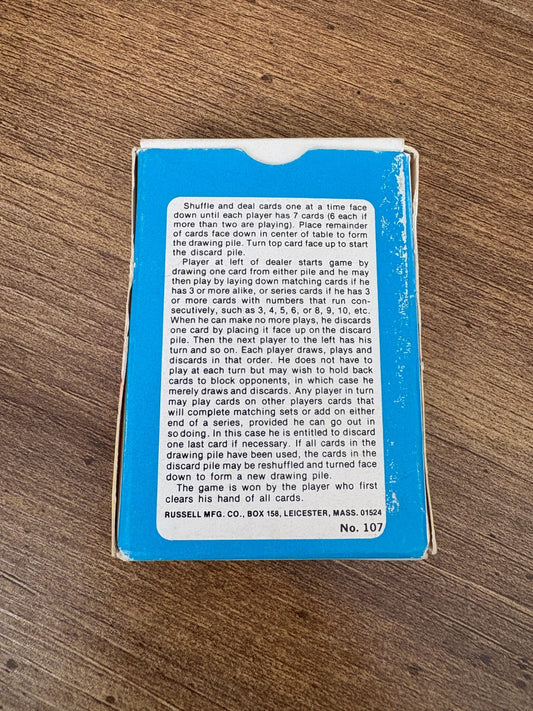 Shuffle and deal cards one at a time face
down until each player has 7 cards (6 each if
more than two are playing). Place remainder
of cards face down in center of table to form
the drawing pile. Turn top card face up to start
the discard pile.
Player at left of dealer starts game by
drawing one card from either pile and he may
then play by laying down matching cards if he
has 3 or more alike, or series cards if he has 3
or more cards with numbers that run con-
secutively, such as 3, 4, 5, 6, or 8, 9, 10, etc.
When he can make no more plays, he discards
one card by placing it face up on the discard
pile. Then the next player to the left has his
turn and so on. Each player draws, plays and
discards in that order. He does not have to
play at each turn but may wish to hold back
cards to block opponents, in which case he
merely draws and discards. Any player in turn
may play cards on other players cards that
will complete matching sets or add on either
end of a series, provided he can go out in
so doing. In this case he is entitled to discard
one last card if necessary. If all cards in the
drawing pile have been used, the cards in the
discard pile may be reshuffled and turned face
down to form a new drawing pile.
The game is won by the player who first
clears his hand of all cards.
RUSSELL MFG. CO., BOX 158, LEICESTER, MASS. 01524
No. 107